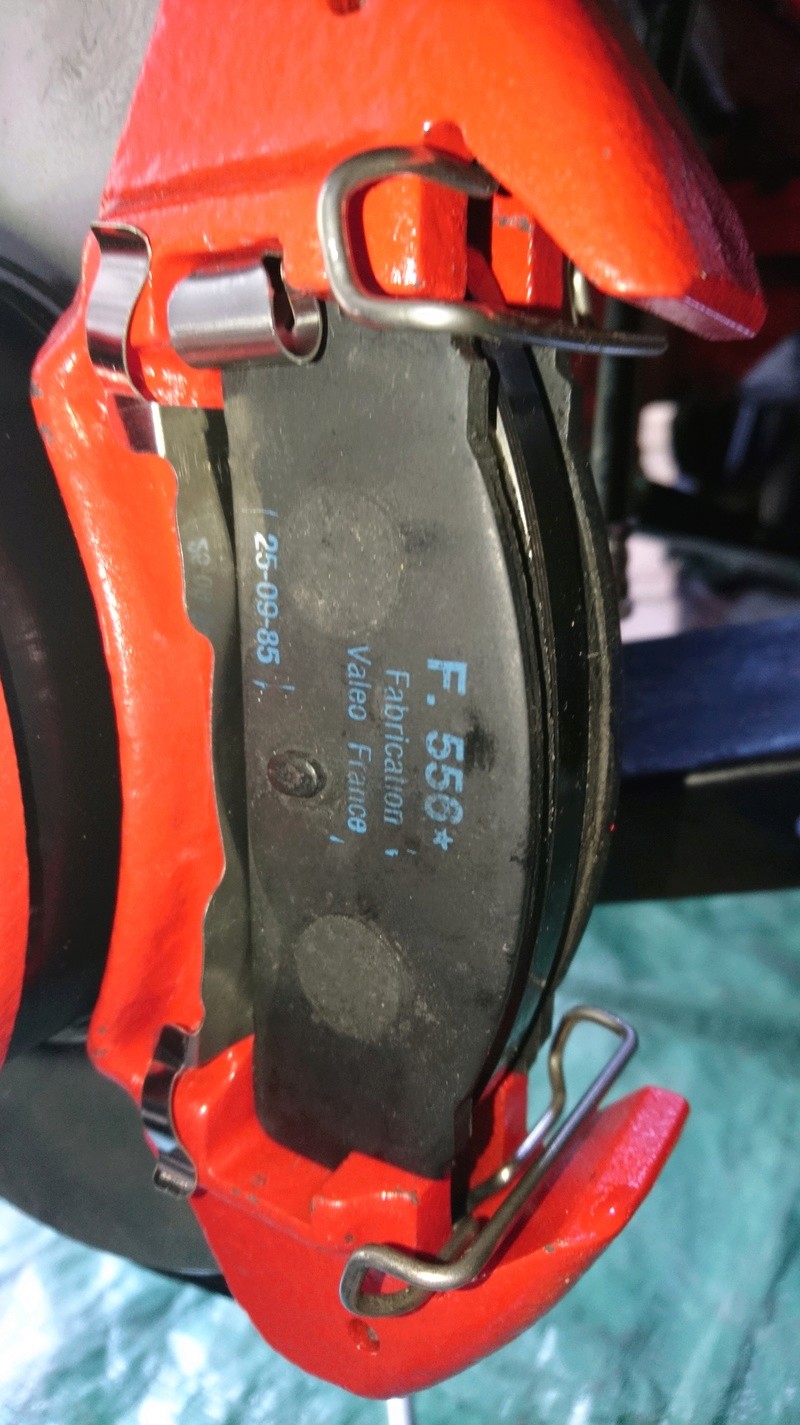 F. 556*
Fabrication
Valeo France
25-09-85